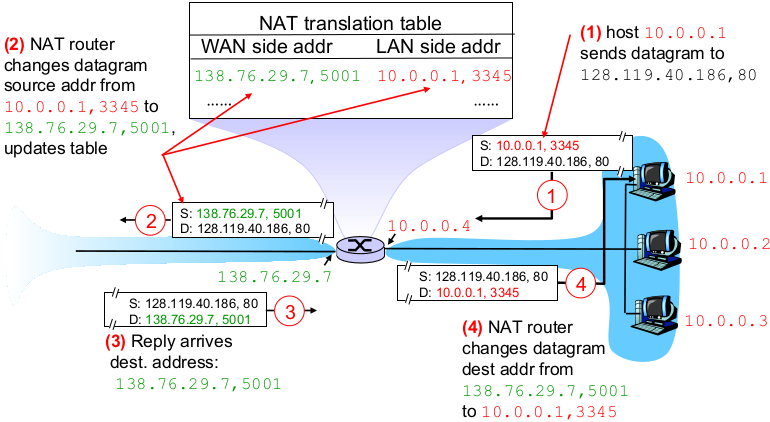 NAT translation table
WAN side addr LAN side addr
138.76.29.7,5001 10.0.0.1,3345
...... ......
(2) NAT router
changes datagram
source addr from
10.0.0.1,3345 to
138.76.29.7,5001,
updates table
(1) host 10.0.0.1
sends datagram to
128.119.40.186,80
S: 10.0.0.1, 3345
D: 128.119.40.186, 80
1
10.0.0.1
S: 138.76.29.7, 5001
D: 128.119.40.186, 80
2
10.0.0.4
10.0.0.2
138.76.29.7
S: 128.119.40.186, 80
D: 10.0.0.1, 3345
4
S: 128.119.40.186, 80
D: 138.76.29.7, 5001
3
10.0.0.3
(3) Reply arrives
dest. address:
138.76.29.7,5001
(4) NAT router
changes datagram
dest addr from
138.76.29.7,5001
to 10.0.0.1,3345